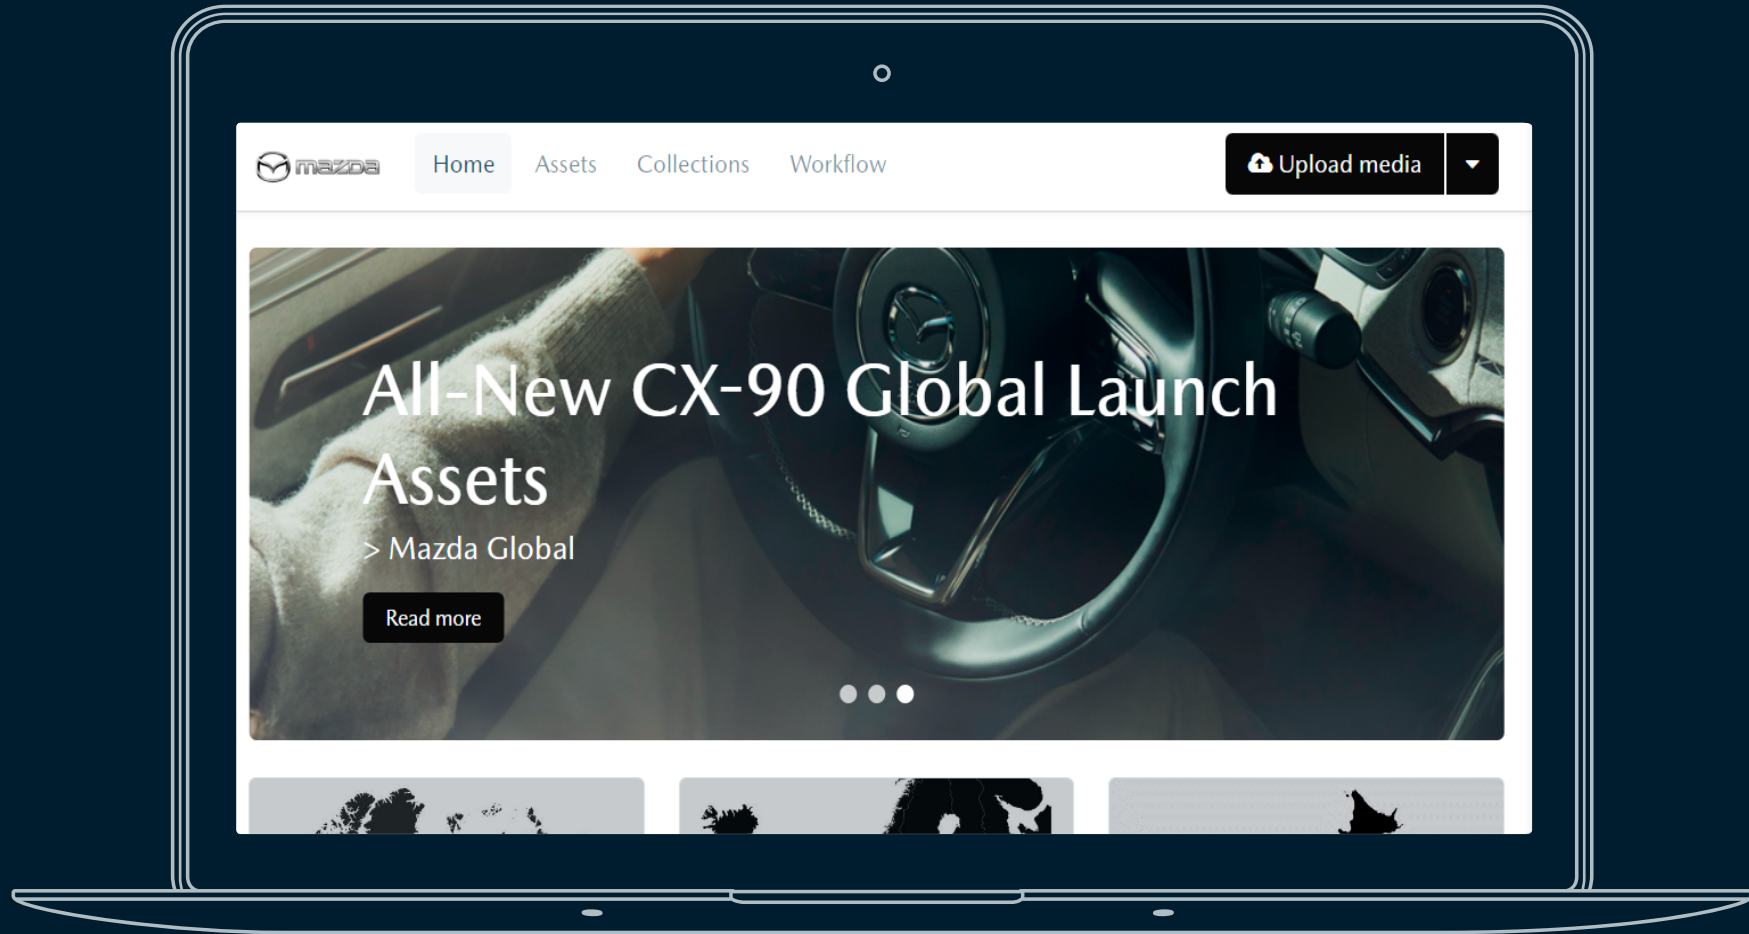 mazda
Home
Assets
Collections
Workflow
Upload media
All-New CX-90 Global Launch
Assets
> Mazda Global
Read more